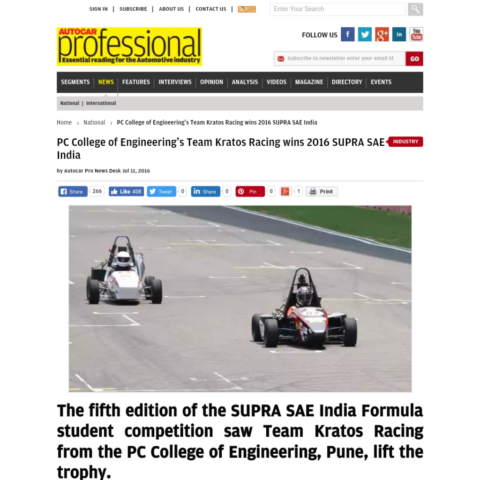 SIGN IN | SUBSCRIBE | ABOUT US | CONTACT US |
Enter Your Search
AUTOCAR
professional
Essential reading for the Automotive industry
FOLLOW US
You Tube
Subscribe to newsletter enter your email id GO
SEGMENTS NEWS FEATURES INTERVIEWS OPINION ANALYSIS VIDEOS MAGAZINE DIRECTORY EVENTS
National | International
Home › National › PC College of Engineering's Team Kratos Racing wins 2016 SUPRA SAE India
PC College of Engineering's Team Kratos Racing wins 2016 SUPRA SAE INDUSTRY
India
by Autocar Pro News Desk Jul 11, 2016
Share 266 Like 408 Tweet 0 Share 0 Pin 0 1 Print
The fifth edition of the SUPRA SAE India Formula
student competition saw Team Kratos Racing
from the PC College of Engineering, Pune, lift the
trophy.